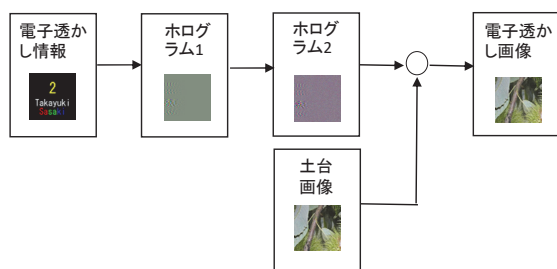 電子透か
し情報
2
Takayuki
Sasaki
ホログ
ラム1
ホログ
ラム2
土台
画像
電子透か
し画像